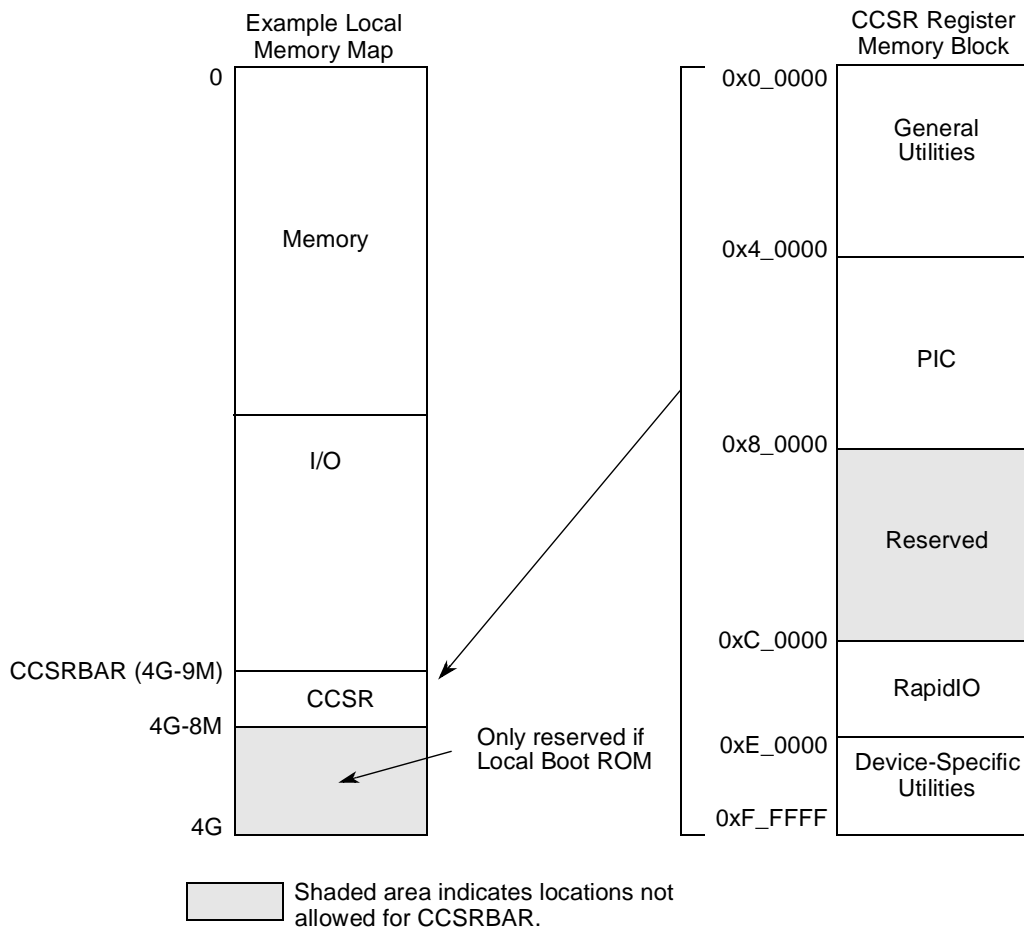 Example Local
Memory Map
0
Memory
I/O
CCSRBAR (4G-9M)
CCSR
4G-8M
4G
Only reserved if
Local Boot ROM
CCSR Register
Memory Block
0x0_0000
General
Utilities
0x4_0000
PIC
0x8_0000
Reserved
0xC_0000
RapidIO
0xE_0000
Device-Specific
Utilities
0xF_FFFF
Shaded area indicates locations not
allowed for CCSRBAR.